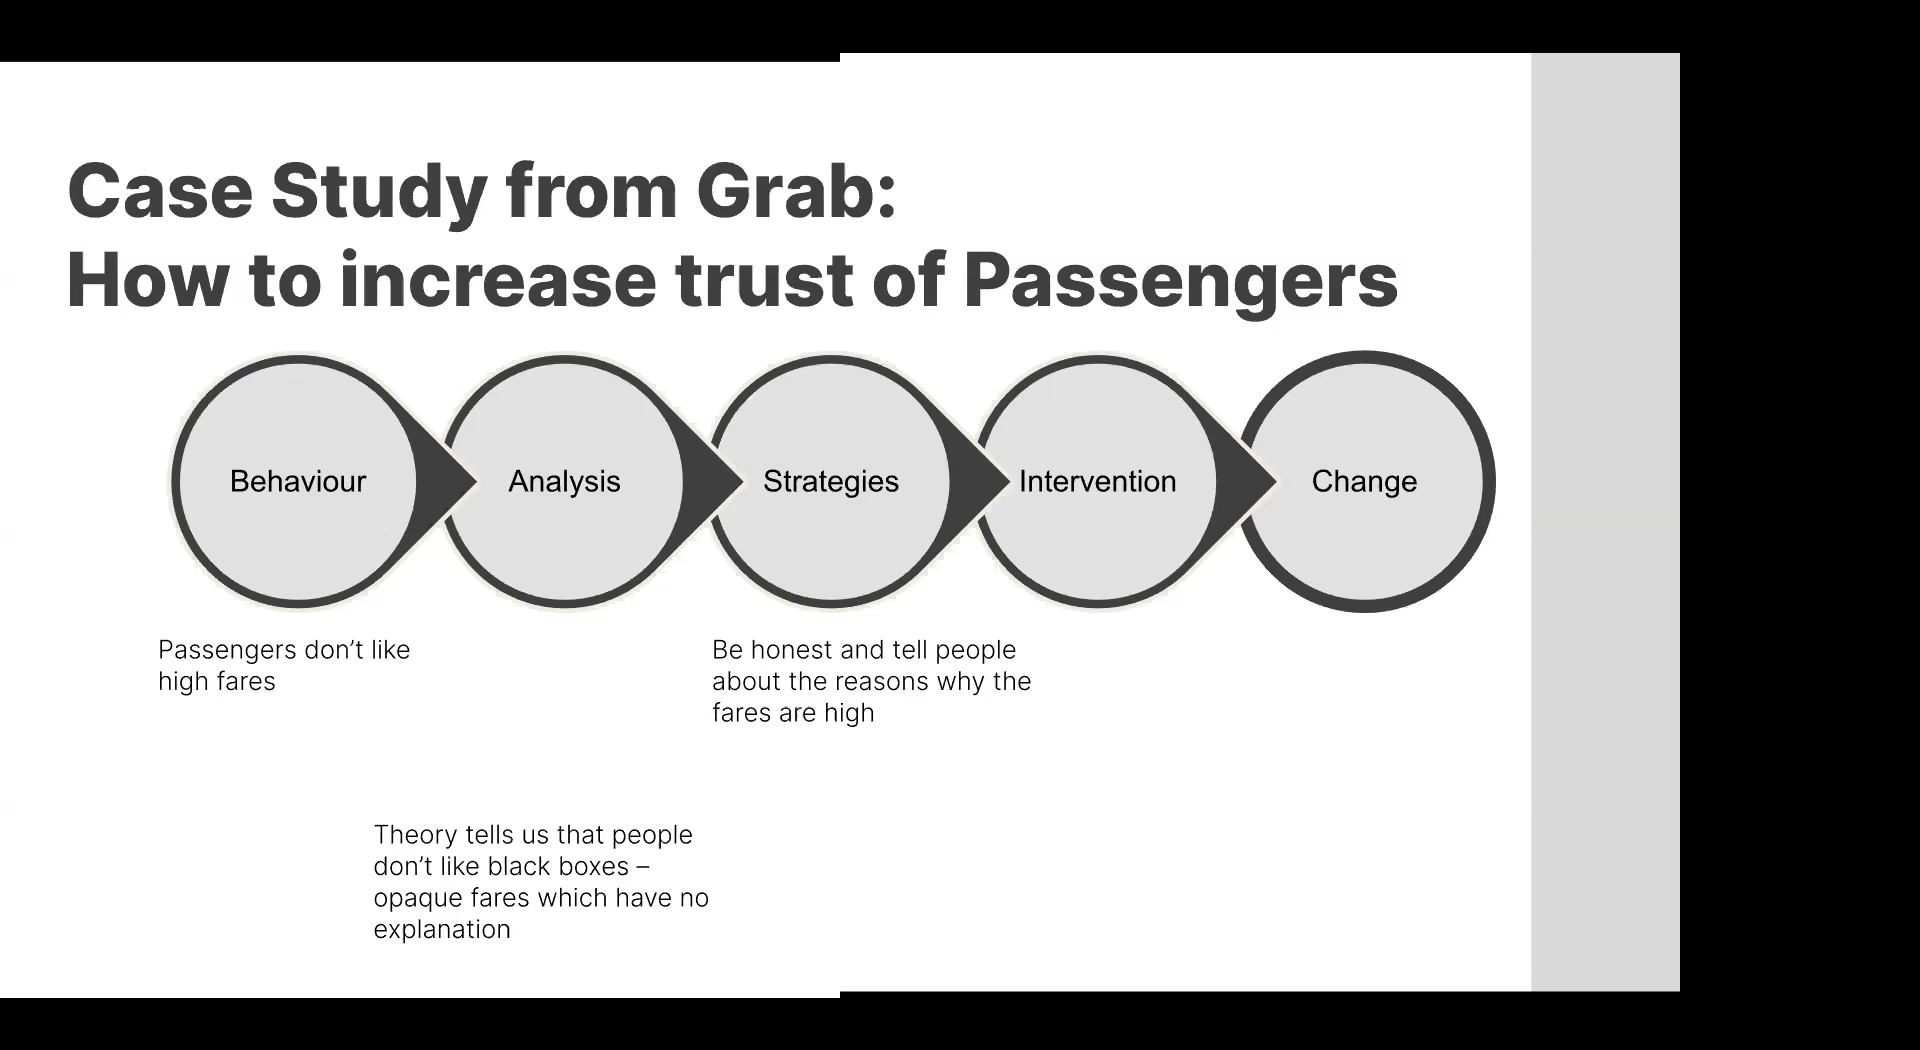 Case Study from Grab:
How to increase trust of Passengers
Behaviour
Analysis
Strategies
Intervention
Change
Passengers don’t like
high fares
Be honest and tell people
about the reasons why the
fares are high
Theory tells us that people
don’t like black boxes –
opaque fares which have no
explanation